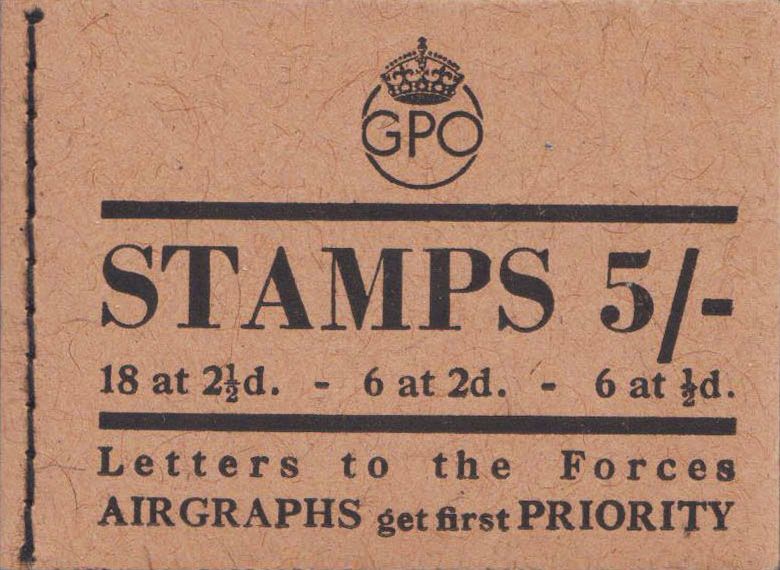 GPO
STAMPS 5/-
18 at 2½d. - 6 at 2d. - 6 at ½d.
Letters to the Forces
AIRGRAPHS get first PRIORITY